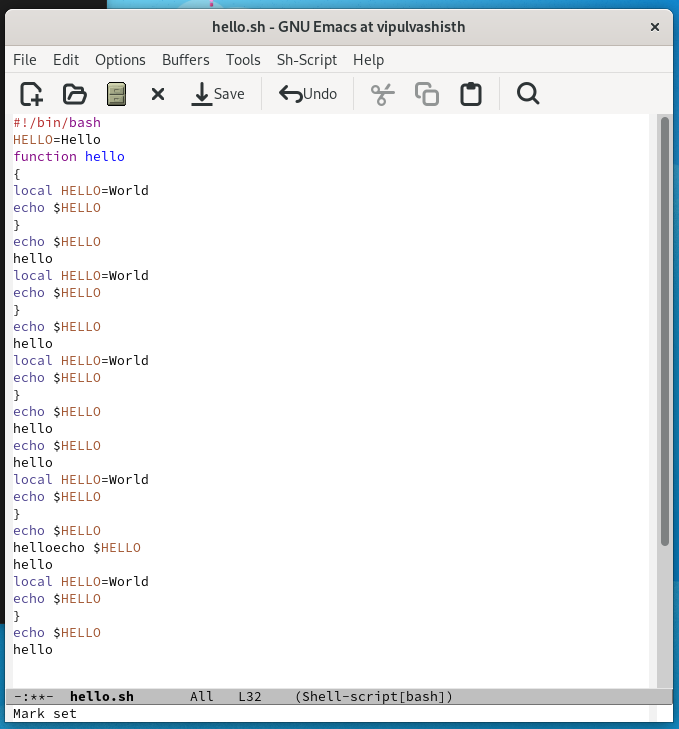 hello.sh - GNU Emacs at vipulvashisth
File Edit Options Buffers Tools Sh-Script Help
Save Undo
#!/bin/bash
HELLO=Hello
function hello
{
local HELLO=World
echo $HELLO
}
echo $HELLO
hello
local HELLO=World
echo $HELLO
}
echo $HELLO
hello
local HELLO=World
echo $HELLO
}
echo $HELLO
hello
echo $HELLO
hello
local HELLO=World
echo $HELLO
}
echo $HELLO
helloecho $HELLO
hello
local HELLO=World
echo $HELLO
}
echo $HELLO
hello
-:**- hello.sh All L32 (Shell-script[bash])
Mark set